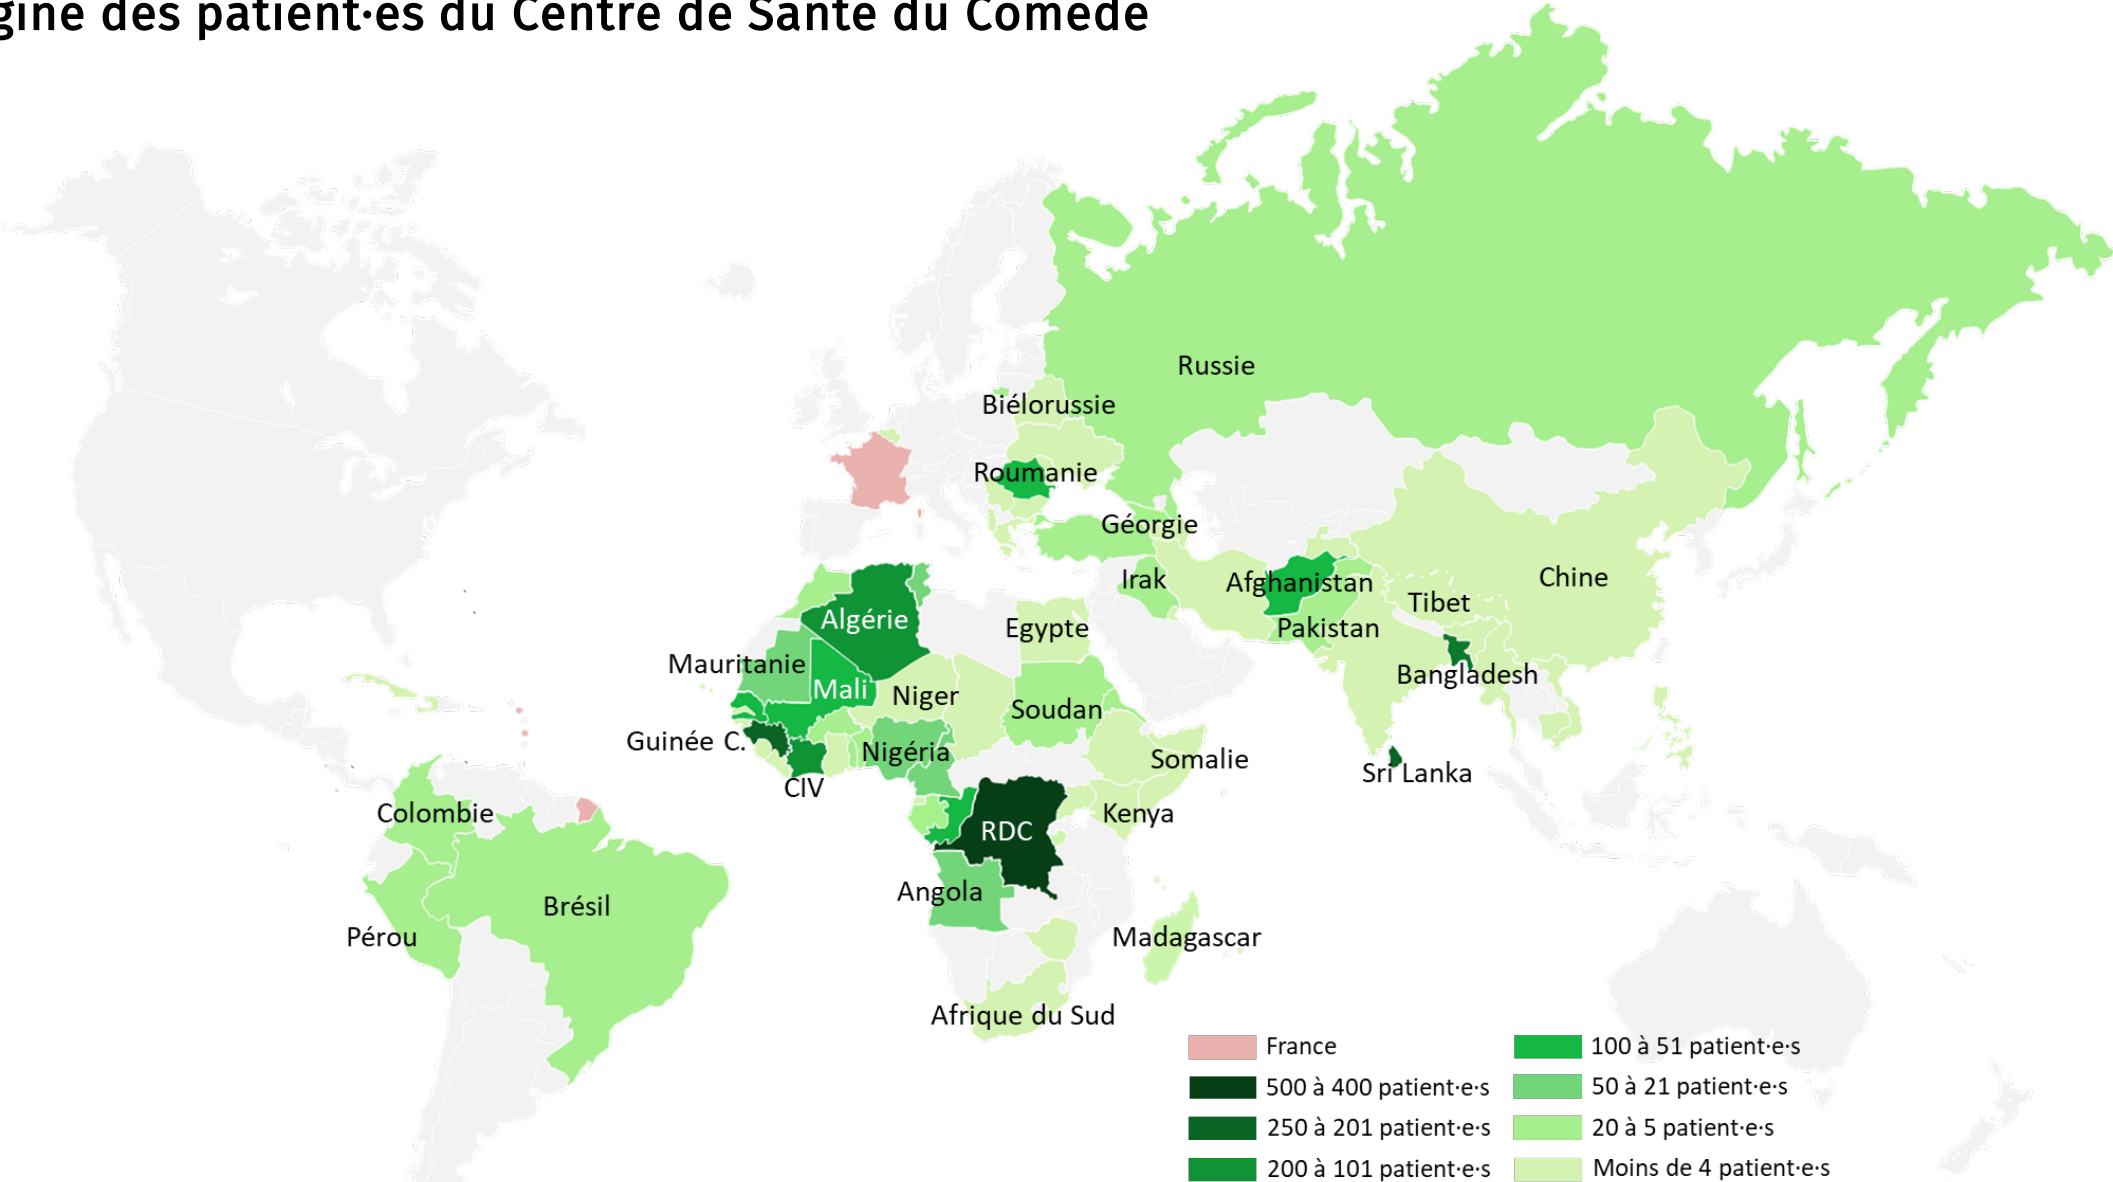 gine des patient·es du Centre de Santé du Comede
Russie
Biélorussie
Roumanie
Géorgie
Irak
Afghanistan
Chine
Tibet
Pakistan
Bangladesh
Sri Lanka
Algérie
Egypte
Mauritanie
Mali
Niger
Soudan
Guinée C.
Nigéria
Somalie
CIV
Kenya
RDC
Angola
Madagascar
Afrique du Sud
Colombie
Brésil
Pérou
France
500 à 400 patient·e·s
250 à 201 patient·e·s
200 à 101 patient·e·s
100 à 51 patient·e·s
50 à 21 patient·e·s
20 à 5 patient·e·s
Moins de 4 patient·e·s